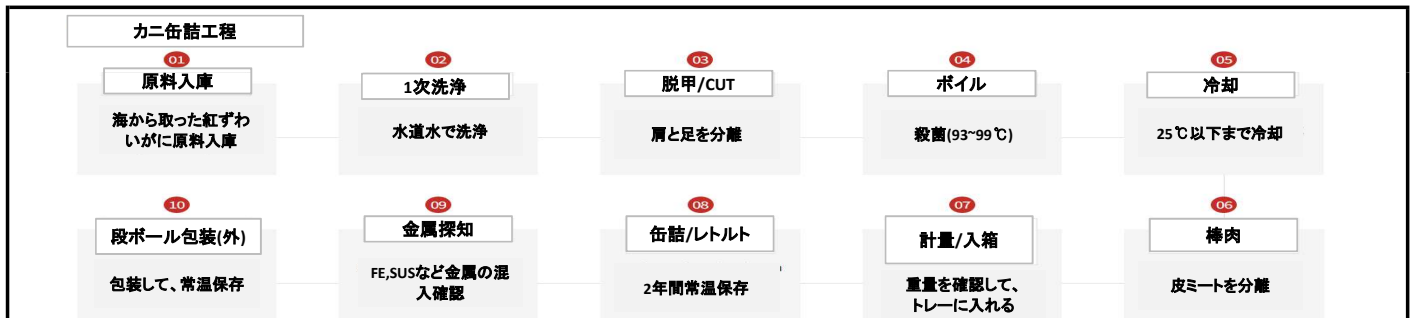 カニ缶詰工程
01
原料入庫
海から取った紅ずわ
いがに原料入庫
02
1次洗浄
水道水で洗浄
03
脱甲/CUT
肩と足を分離
04
ボイル
殺菌(93~99℃)
05
冷却
25℃以下まで冷却
06
棒肉
皮ミートを分離
07
計量/入箱
重量を確認して、
トレーに入れる
08
缶詰/レトルト
2年間常温保存
09
金属探知
FE,SUSなど金属の混
入確認
10
段ボール包装(外)
包装して、常温保存